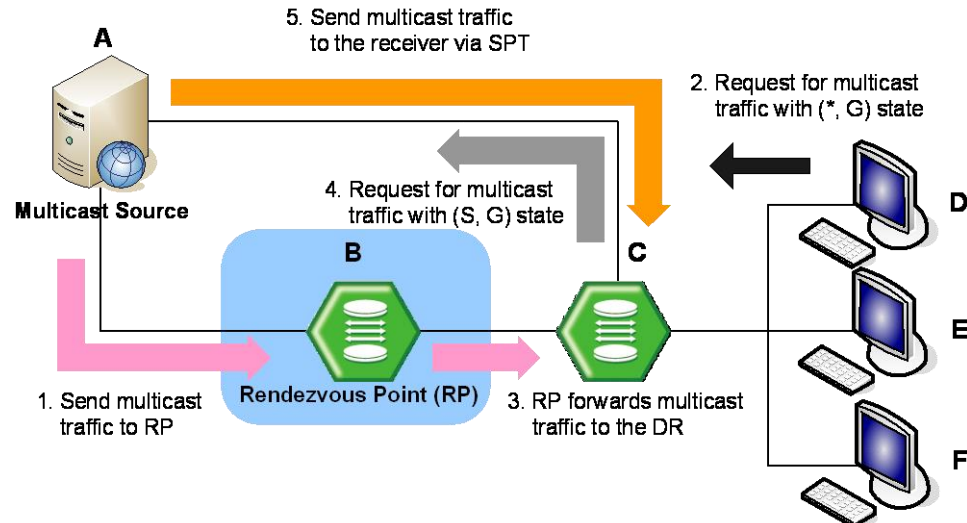 A
5. Send multicast traffic
to the receiver via SPT
2. Request for multicast
traffic with (*, G) state
Multicast Source
4. Request for multicast
traffic with (S, G) state
D
B
C
E
Rendezvous Point (RP)
1. Send multicast
traffic to RP
3. RP forwards multicast
traffic to the DR
F